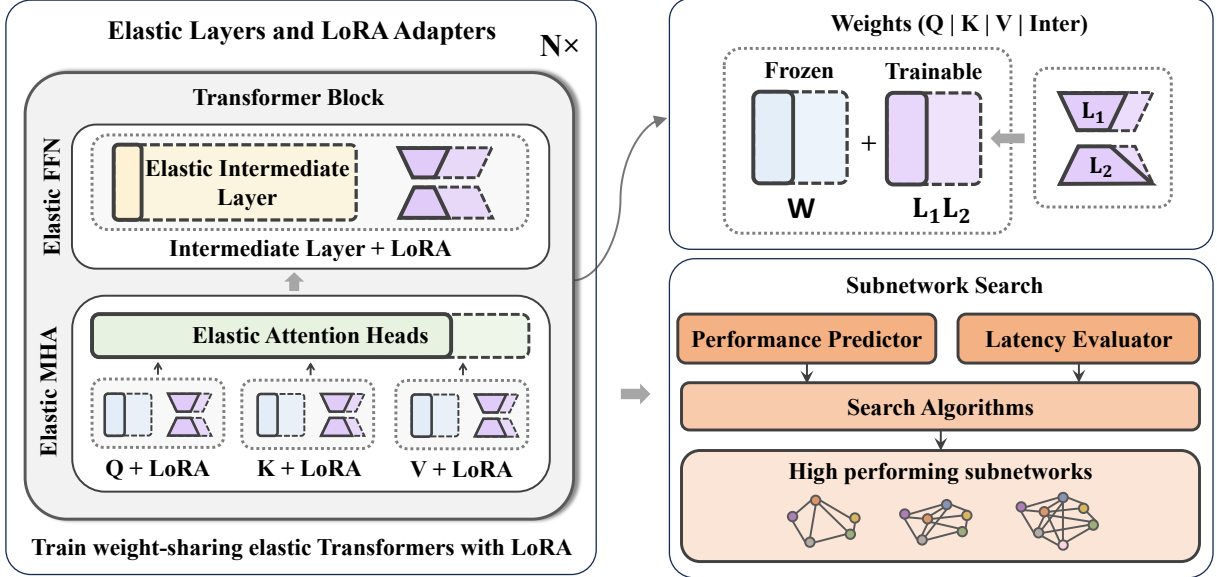 Elastic Layers and LoRA Adapters
N×
Transformer Block
Elastic FFN
Elastic Intermediate
Layer
Intermediate Layer + LoRA
Elastic MHA
Elastic Attention Heads
Q + LoRA
K + LoRA
V + LoRA
Train weight-sharing elastic Transformers with LoRA
Weights (Q | K | V | Inter)
Frozen
Trainable
+
W
L₁L₂
L₁
L₂
Subnetwork Search
Performance Predictor
Latency Evaluator
Search Algorithms
High performing subnetworks